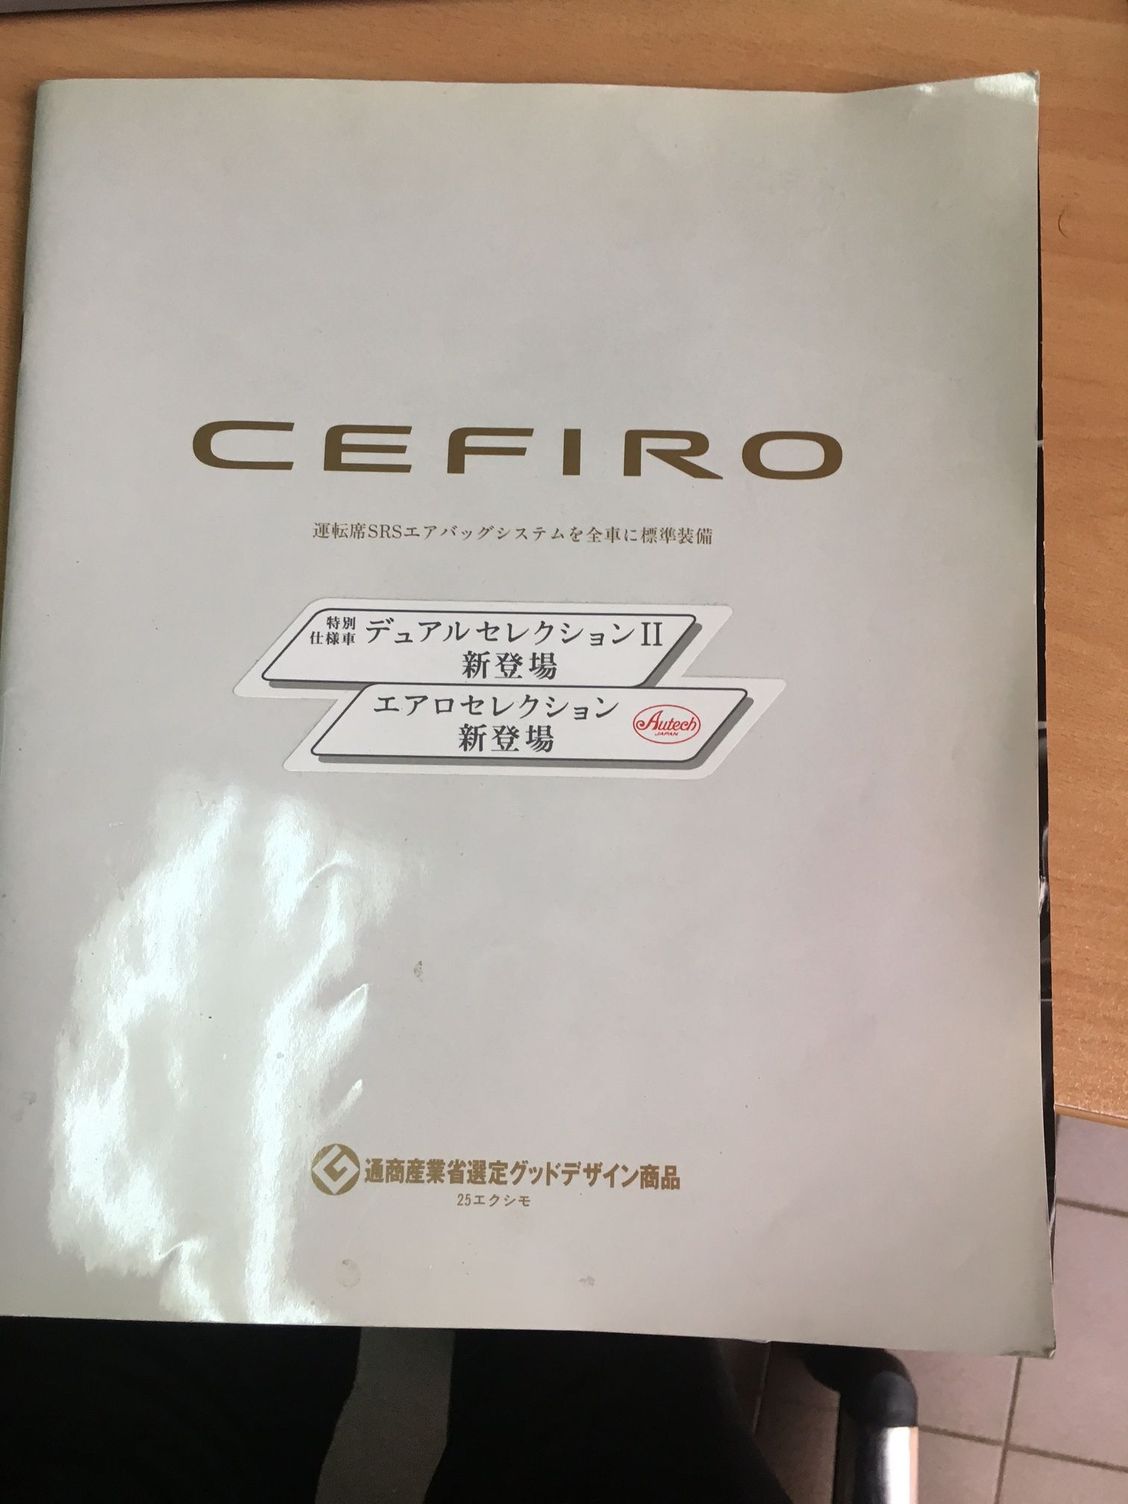 CEFIRO
運転席SRSエアバッグシステムを全車に標準装備
特別
仕様車 デュアルセレクションII
新登場
エアロセレクション
新登場
Autech
JAPAN
通商産業省選定グッドデザイン商品
25エクシモ